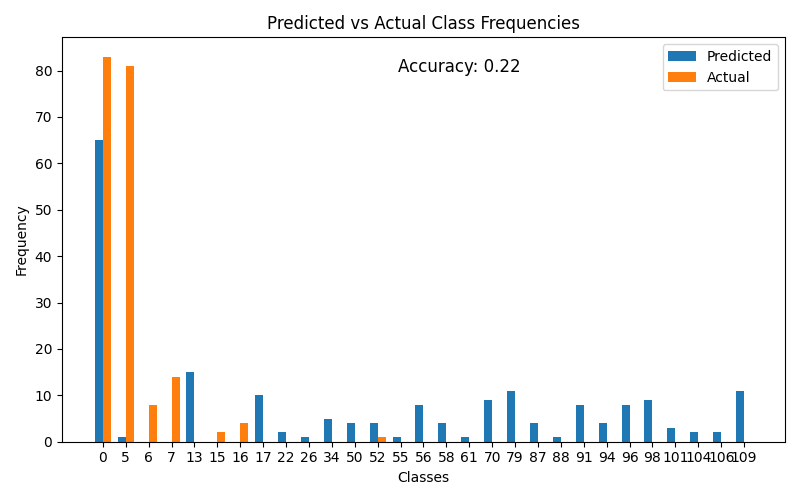 Predicted vs Actual Class Frequencies
Accuracy: 0.22
Predicted
Actual
Frequency
80
70
60
50
40
30
20
10
0
0 5 6 7 13 15 16 17 22 26 34 50 52 55 56 58 61 70 79 87 88 91 94 96 98 101 104 106 109
Classes